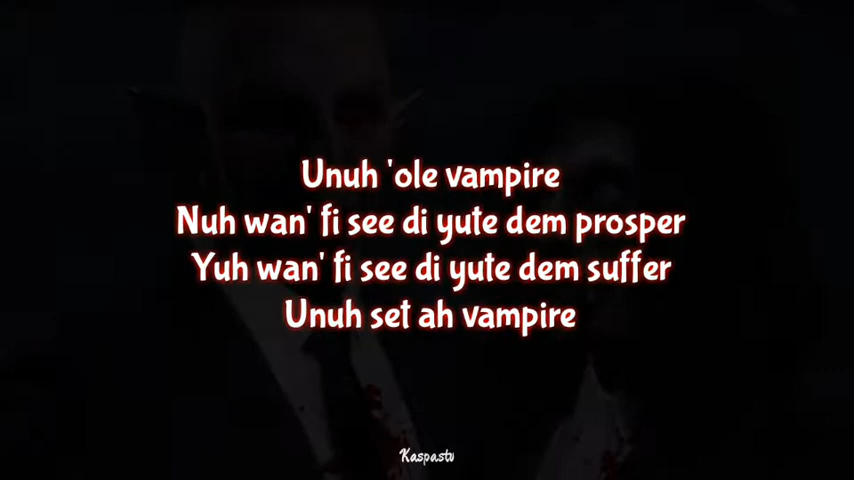 Unuh 'ole vampire
Nuh wan' fi see di yute dem prosper
Yuh wan' fi see di yute dem suffer
Unuh set ah vampire
Kaspastv